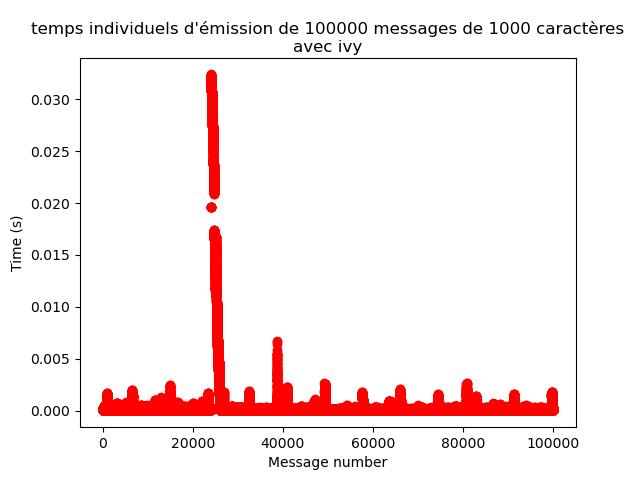 temps individuels d'émission de 100000 messages de 1000 caractères
avec ivy
0.030
0.025
0.020
0.015
0.010
0.005
0.000
Time (s)
0 20000 40000 60000 80000 100000
Message number